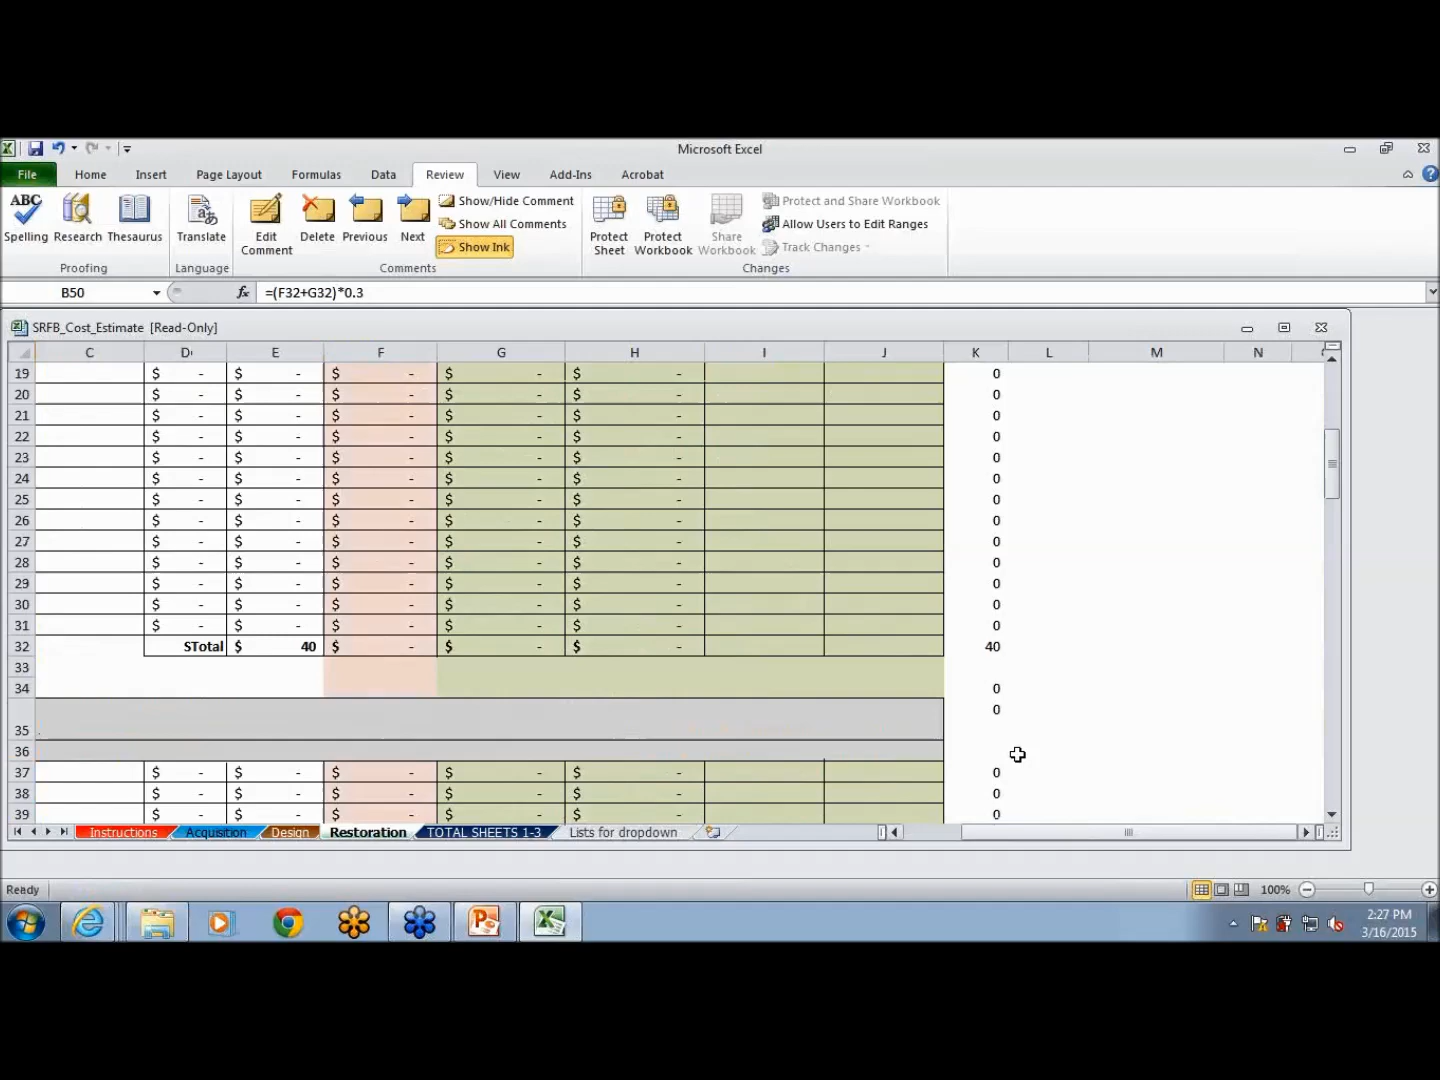 Microsoft Excel
File Home Insert Page Layout Formulas Data Review View Add-Ins Acrobat
ABC Show/Hide Comment Protect and Share Workbook
Show All Comments Allow Users to Edit Ranges
Spelling Research Thesaurus Translate Edit Comment Delete Previous Next Show Ink Protect Sheet Protect Workbook Share Workbook Track Changes
Proofing Language Comments Changes
B50 fx =(F32+G32)*0.3
SRFB_Cost_Estimate [Read-Only]
C D E F G H I J K L M N
19 $ - $ - $ - $ - $ - 0
20 $ - $ - $ - $ - $ - 0
21 $ - $ - $ - $ - $ - 0
22 $ - $ - $ - $ - $ - 0
23 $ - $ - $ - $ - $ - 0
24 $ - $ - $ - $ - $ - 0
25 $ - $ - $ - $ - $ - 0
26 $ - $ - $ - $ - $ - 0
27 $ - $ - $ - $ - $ - 0
28 $ - $ - $ - $ - $ - 0
29 $ - $ - $ - $ - $ - 0
30 $ - $ - $ - $ - $ - 0
31 $ - $ - $ - $ - $ - 0
32 STotal $ 40 $ - $ - $ - 40
33
34 0
35 . 0
36
37 $ - $ - $ - $ - $ - 0
38 $ - $ - $ - $ - $ - 0
39 $ - $ - $ - $ - $ - 0
Instructions Acquisition Design Restoration TOTAL SHEETS 1-3 Lists for dropdown
Ready 100%
2:27 PM
3/16/2015